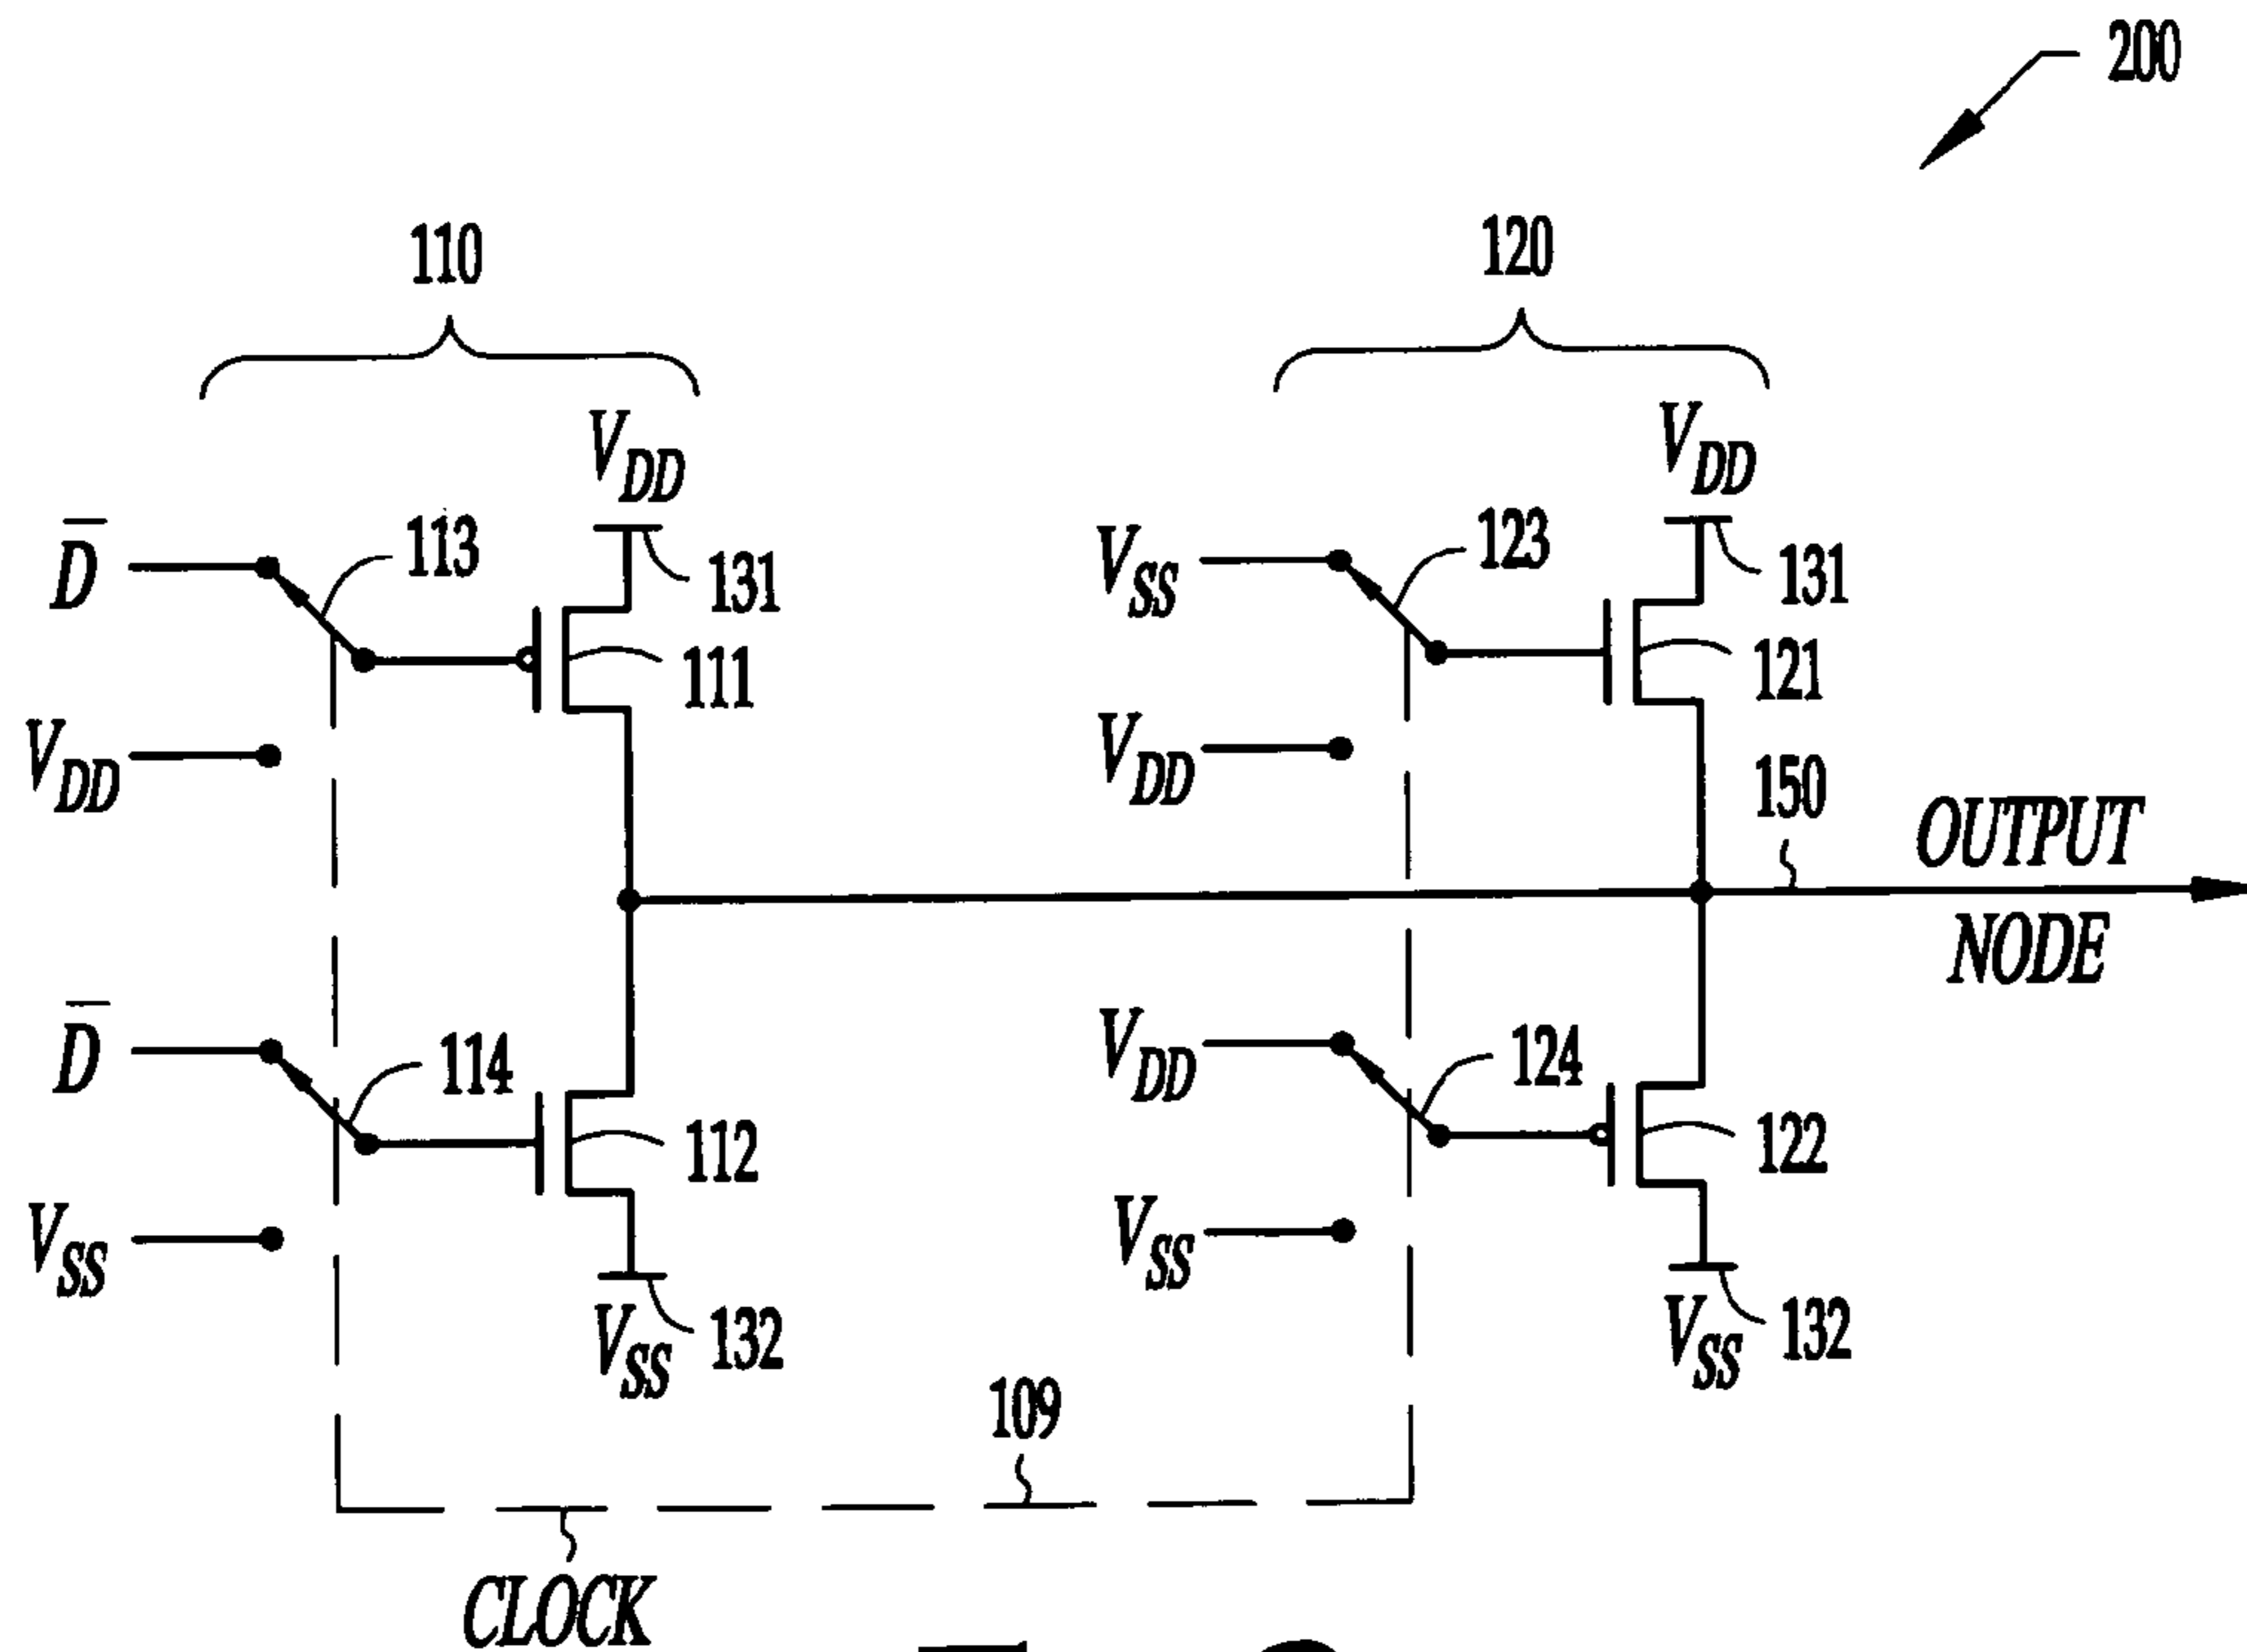 200
110
120
V_DD
V_DD
D̅
113
131
V_SS
123
131
111
121
V_DD
V_DD
150
OUTPUT
NODE
D̅
114
V_DD
124
112
122
V_SS
V_SS
V_SS
132
V_SS
132
109
CLOCK